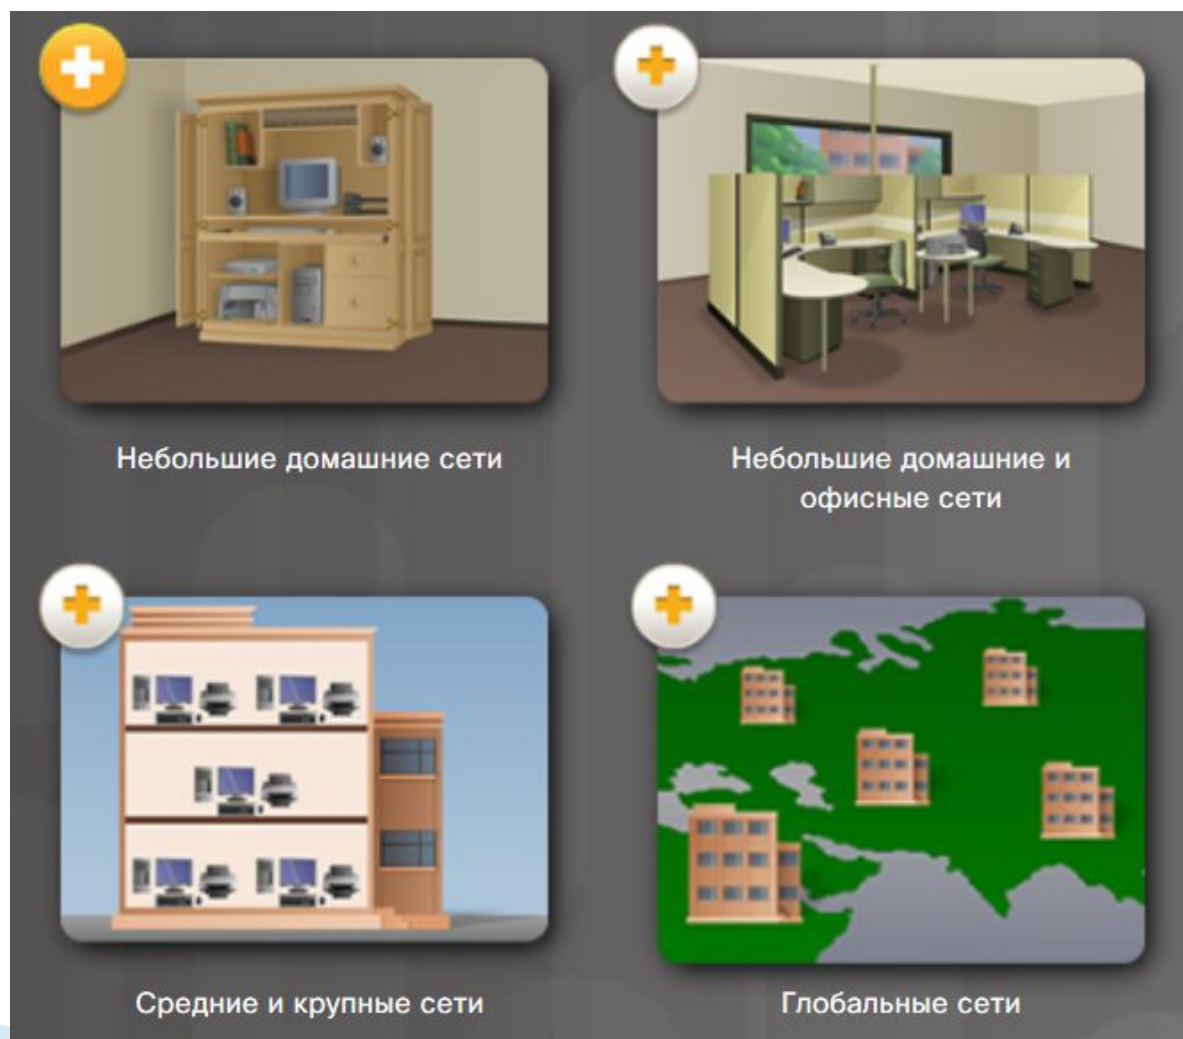 Небольшие домашние сети
Небольшие домашние и
офисные сети
Средние и крупные сети
Глобальные сети